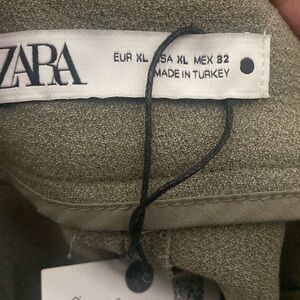 ZARA
EUR XL USA XL MEX 32
MADE IN TURKEY